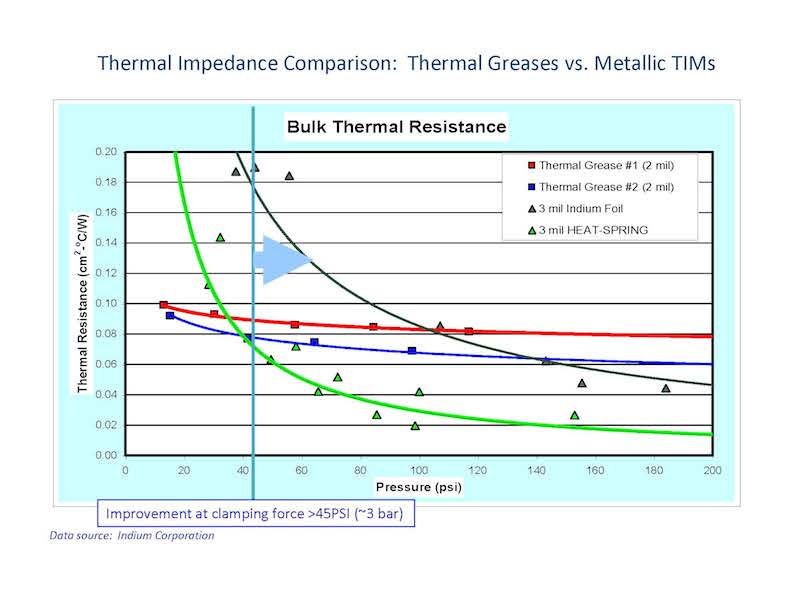 Thermal Impedance Comparison:  Thermal Greases vs. Metallic TIMs
Bulk Thermal Resistance
Thermal Grease #1 (2 mil)
Thermal Grease #2 (2 mil)
3 mil Indium Foil
3 mil HEAT-SPRING
Thermal Resistance (cm²-°C/W)
0.20
0.18
0.16
0.14
0.12
0.10
0.08
0.06
0.04
0.02
0.00
0 20 40 60 80 100 120 140 160 180 200
Pressure (psi)
Improvement at clamping force >45PSI (~3 bar)
Data source:  Indium Corporation